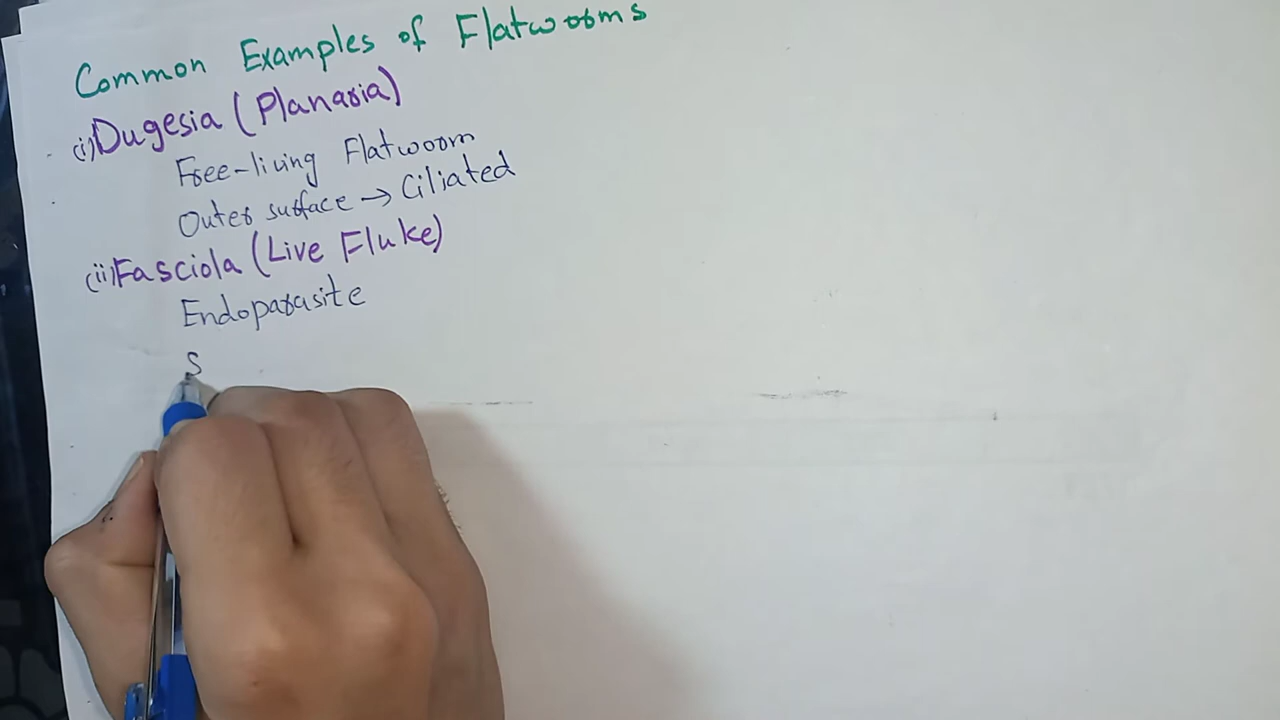 Common Examples of Flatworms
(i) Dugesia (Planaria)
Free-living Flatworm
Outer surface → Ciliated
(ii) Fasciola (Live Fluke)
Endoparasite
S